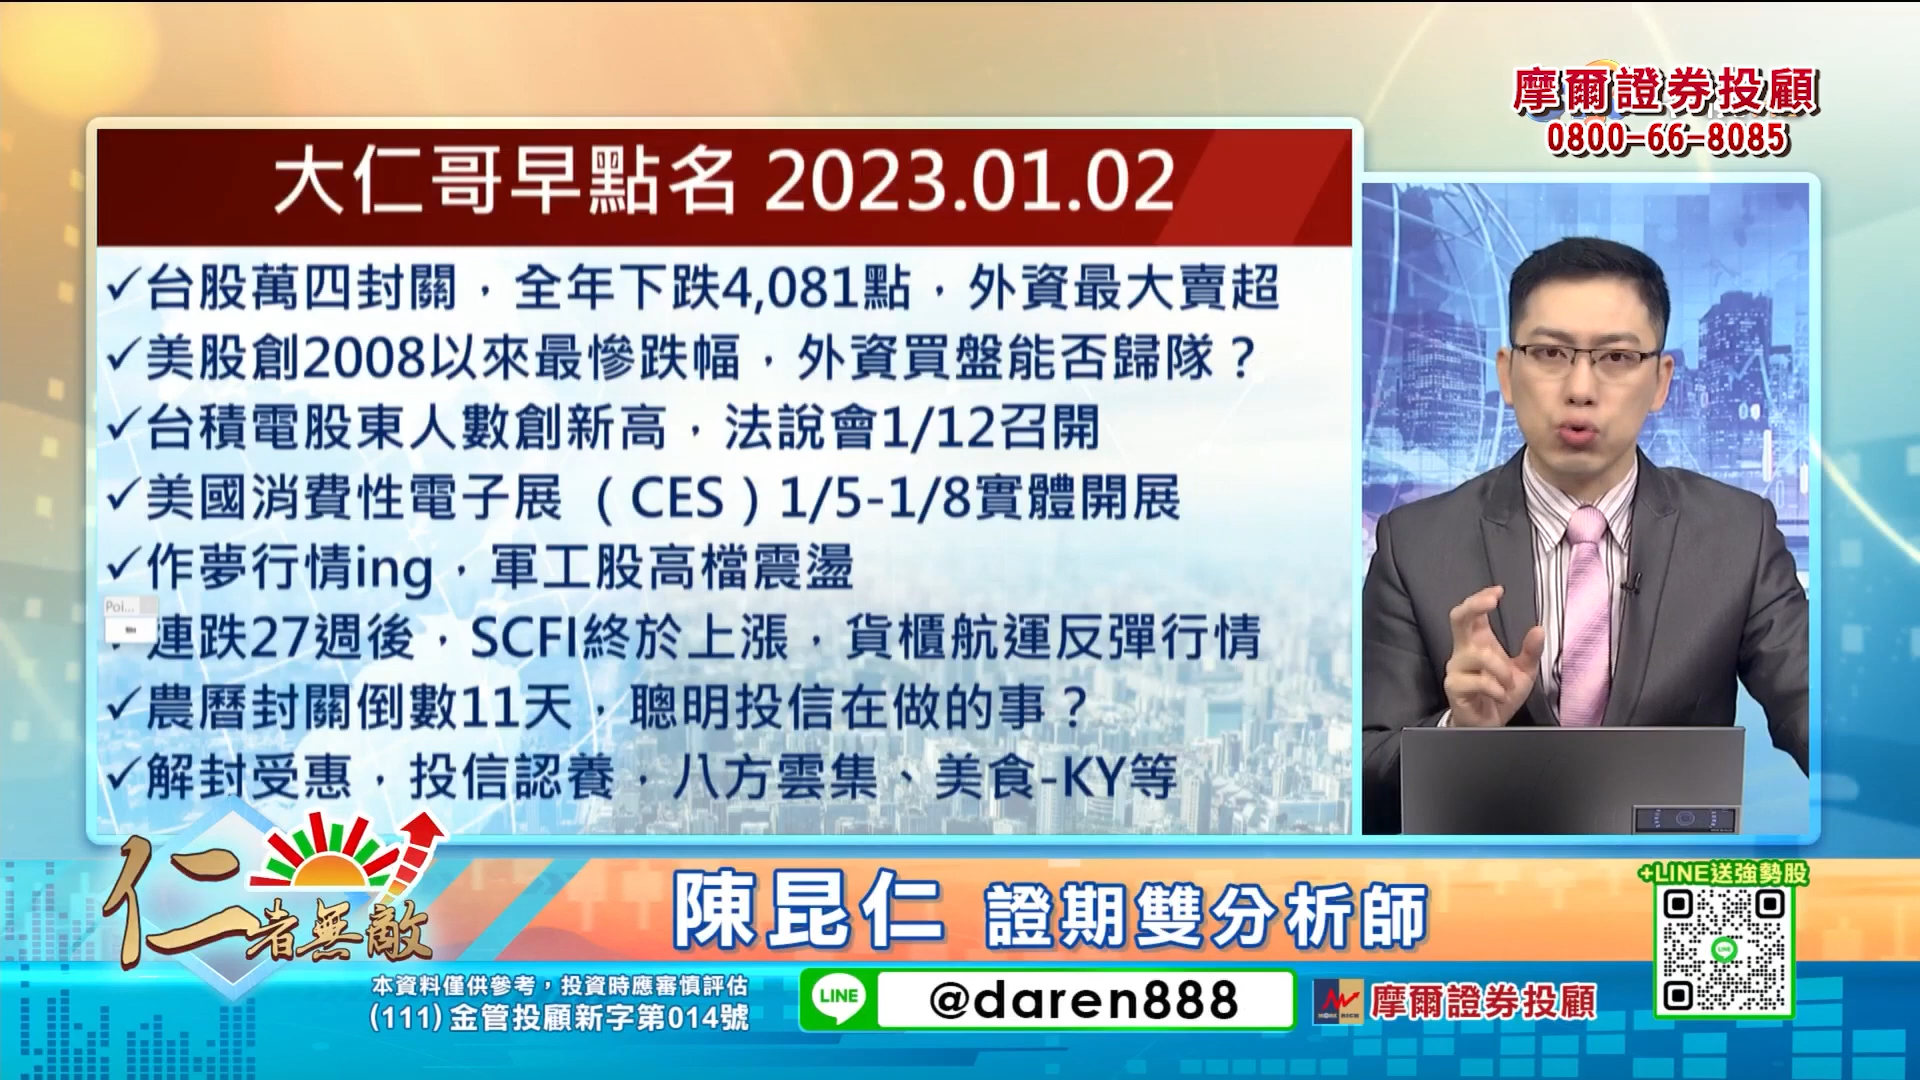 摩爾證券投顧
0800-66-8085
大仁哥早點名 2023.01.02
✓台股萬四封關，全年下跌4,081點，外資最大賣超
✓美股創2008以來最慘跌幅，外資買盤能否歸隊？
✓台積電股東人數創新高，法說會1/12召開
✓美國消費性電子展（CES）1/5-1/8實體開展
✓作夢行情ing，軍工股高檔震盪
Poi...
連跌27週後，SCFI終於上漲，貨櫃航運反彈行情
✓農曆封關倒數11天，聰明投信在做的事？
✓解封受惠，投信認養，八方雲集、美食-KY等
仁者無敵
陳昆仁 證期雙分析師
+LINE送強勢股
LINE
本資料僅供參考，投資時應審慎評估
(111)金管投顧新字第014號
LINE @daren888
MORE RICH 摩爾證券投顧